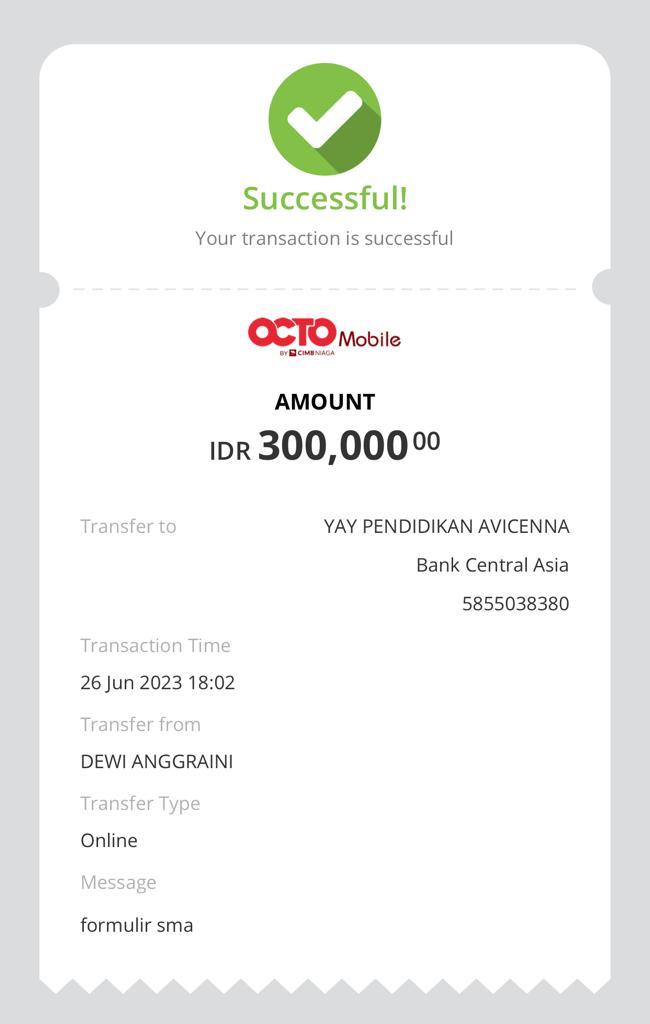 Successful!
Your transaction is successful
OCTO Mobile
BY CIMB NIAGA
AMOUNT
IDR 300,000 00
Transfer to YAY PENDIDIKAN AVICENNA
Bank Central Asia
5855038380
Transaction Time
26 Jun 2023 18:02
Transfer from
DEWI ANGGRAINI
Transfer Type
Online
Message
formulir sma